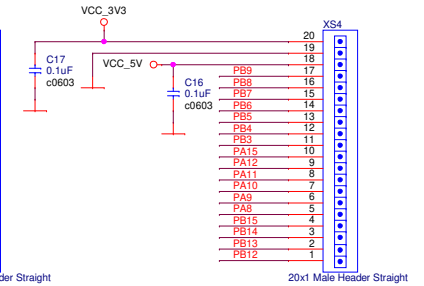 VCC_3V3
XS4
20
19
C17
0.1uF
c0603
VCC_5V
18
C16
0.1uF
c0603
PB9 17
PB8 16
PB7 15
PB6 14
PB5 13
PB4 12
PB3 11
PA15 10
PA12 9
PA11 8
PA10 7
PA9 6
PA8 5
PB15 4
PB14 3
PB13 2
PB12 1
der Straight
20x1 Male Header Straight